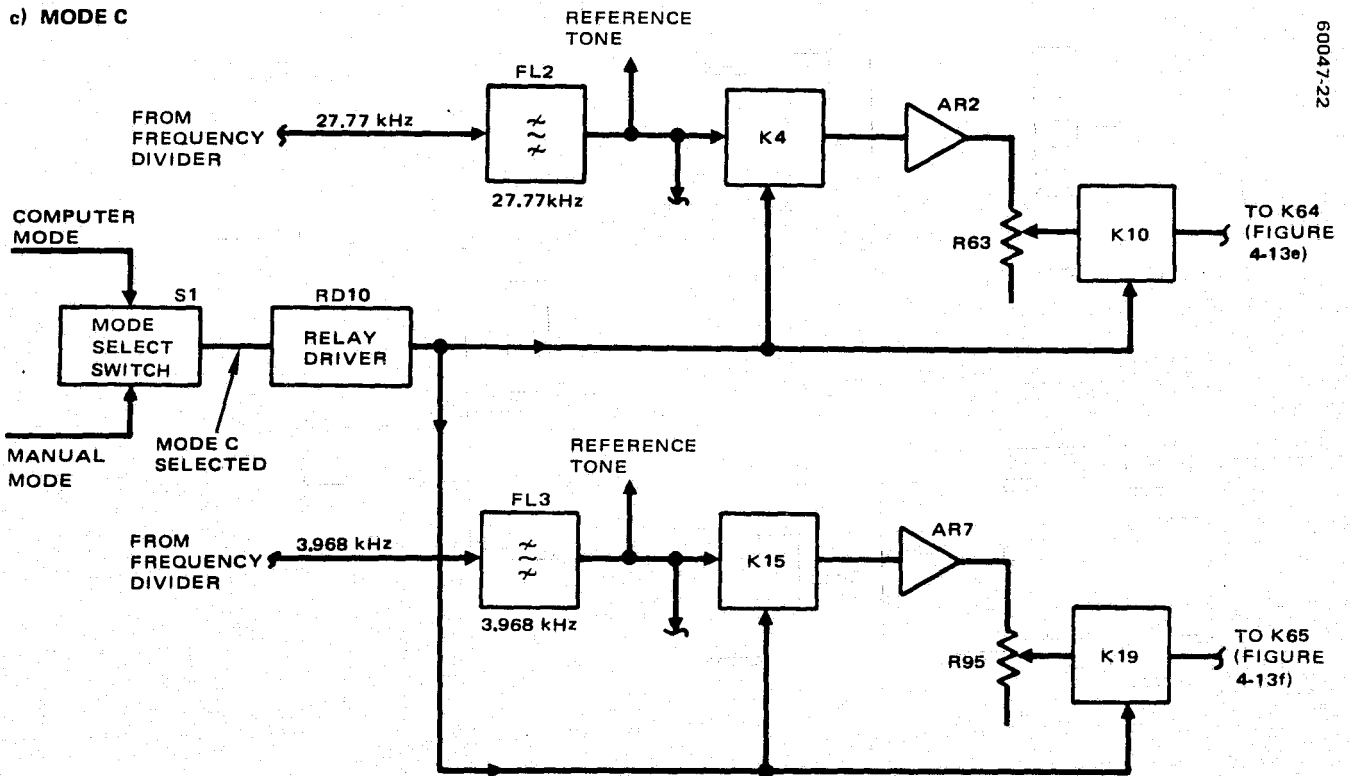 c) MODE C
REFERENCE
TONE
60047-22
FL2
FROM
FREQUENCY
DIVIDER
27.77 kHz
K4
AR2
27.77kHz
COMPUTER
MODE
S1
RD10
R63
K10
TO K64
(FIGURE
4-13e)
MODE
SELECT
SWITCH
RELAY
DRIVER
MANUAL
MODE
MODE C
SELECTED
REFERENCE
TONE
FL3
FROM
FREQUENCY
DIVIDER
3.968 kHz
K15
AR7
3.968 kHz
R95
K19
TO K65
(FIGURE
4-13f)